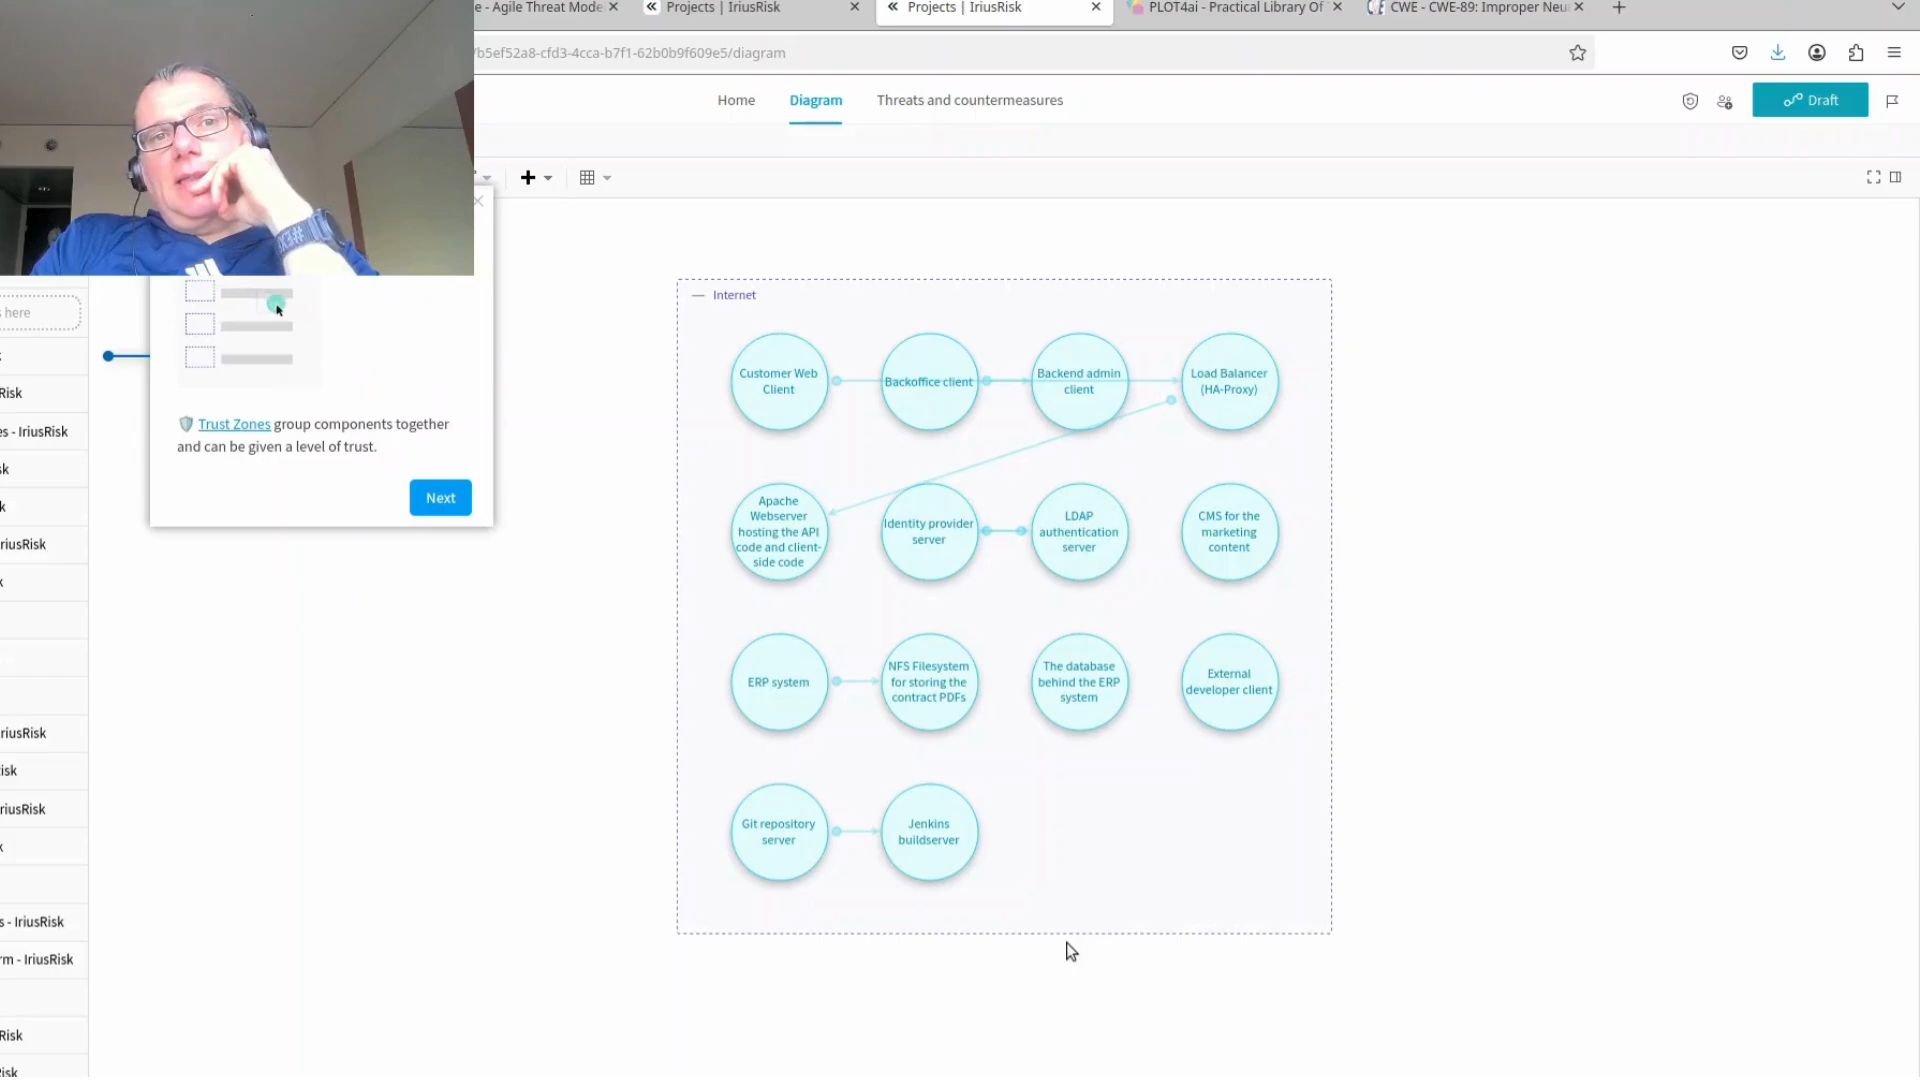 e - Agile Threat Mode
Projects | IriusRisk
Projects | IriusRisk
PLOT4ai - Practical Library Of
CWE - CWE-89: Improper Neu
/b5ef52a8-cfd3-4cca-b7f1-62b0b9f609e5/diagram
Home
Diagram
Threats and countermeasures
Draft
s here
Risk
es - IriusRisk
sk
riusRisk
riusRisk
isk
riusRisk
s - IriusRisk
rm - IriusRisk
Risk
isk
Trust Zones group components together
and can be given a level of trust.
Next
Internet
Customer Web
Client
Backoffice client
Backend admin
client
Load Balancer
(HA-Proxy)
Apache
Webserver
hosting the API
code and client-
side code
Identity provider
server
LDAP
authentication
server
CMS for the
marketing
content
ERP system
NFS Filesystem
for storing the
contract PDFs
The database
behind the ERP
system
External
developer client
Git repository
server
Jenkins
buildserver